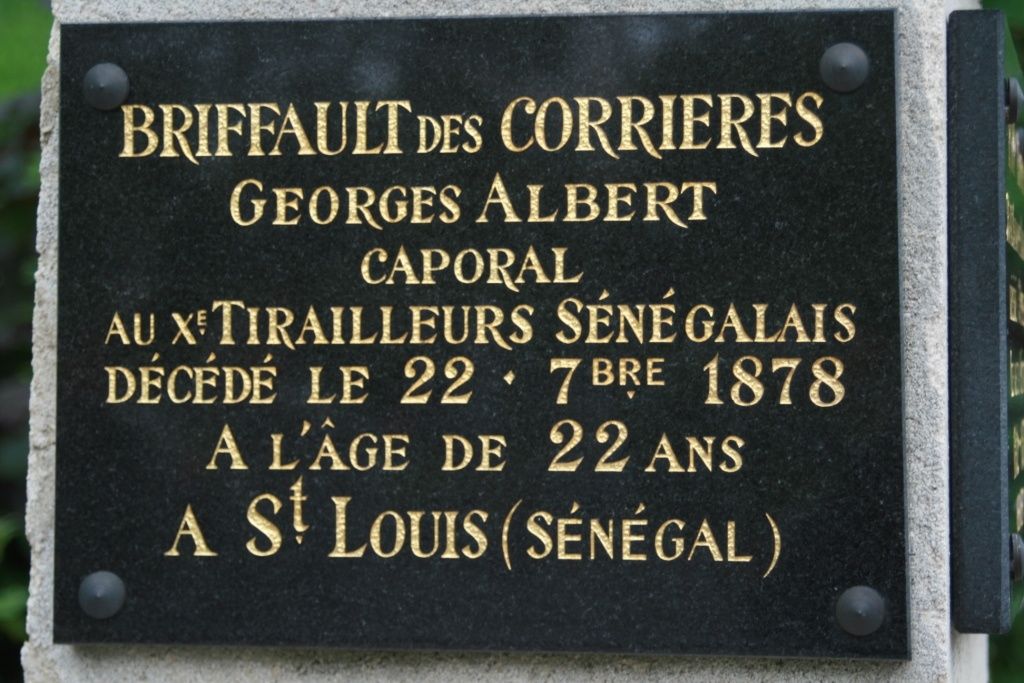 BRIFFAULT DES CORRIERES
GEORGES ALBERT
CAPORAL
AU XE TIRAILLEURS SÉNÉGALAIS
DÉCÉDÉ LE 22 · 7BRE 1878
A L'ÂGE DE 22 ANS
A St LOUIS (SÉNÉGAL)